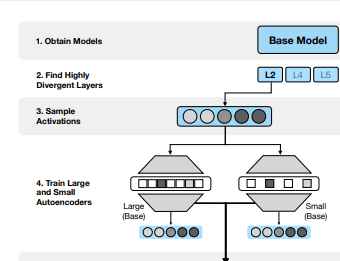 1. Obtain Models
Base Model
2. Find Highly
Divergent Layers
L2 L4 L5
3. Sample
Activations
4. Train Large
and Small
Autoencoders
Large
(Base)
Small
(Base)